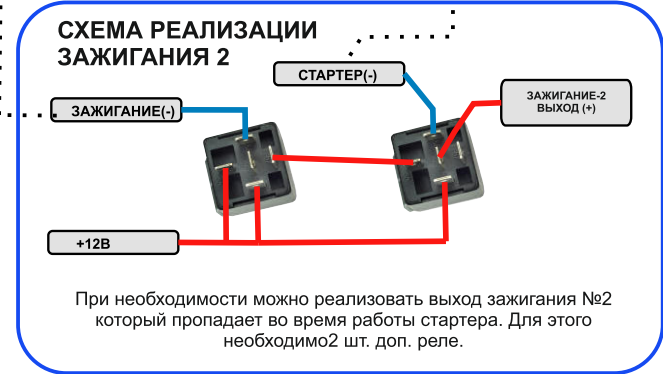 СХЕМА РЕАЛИЗАЦИИ
ЗАЖИГАНИЯ 2
СТАРТЕР(-)
ЗАЖИГАНИЕ-2
ВЫХОД (+)
ЗАЖИГАНИЕ(-)
+12В
При необходимости можно реализовать выход зажигания №2
который пропадает во время работы стартера. Для этого
необходимо2 шт. доп. реле.